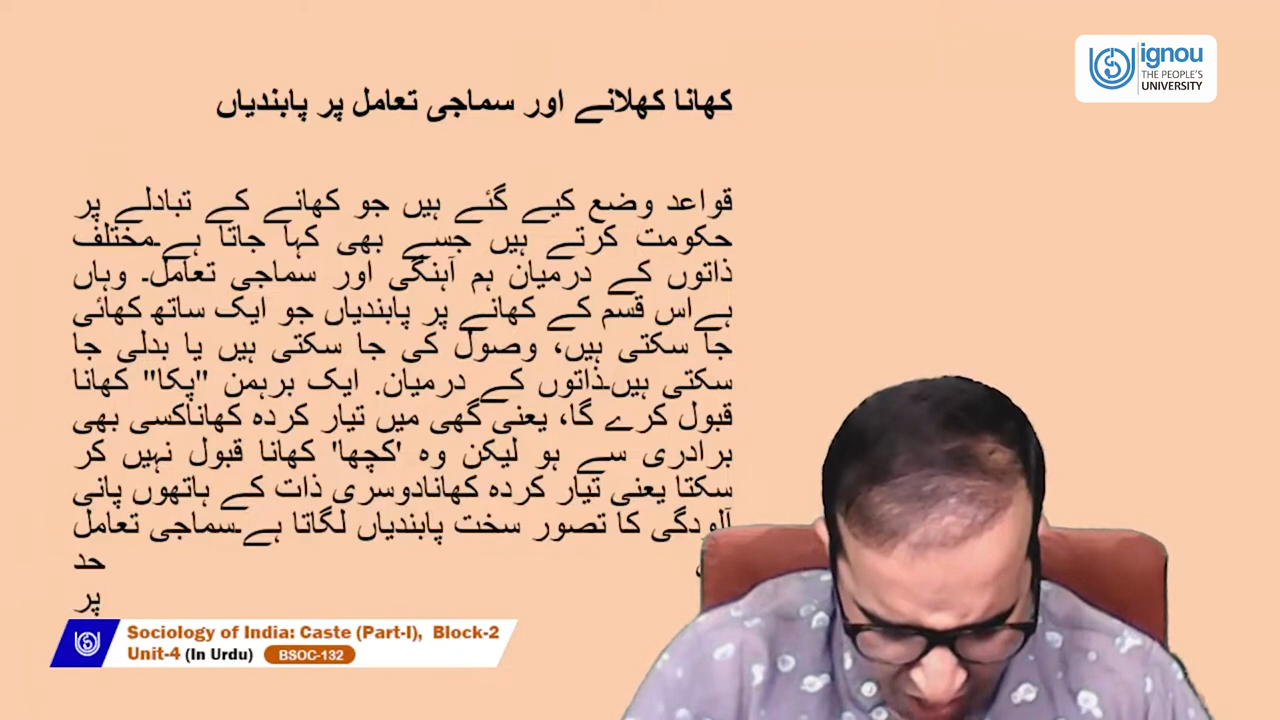 ignou
THE PEOPLE'S
UNIVERSITY
کھانا کھلانے اور سماجی تعامل پر پابندیاں
قواعد وضع کیے گئے ہیں جو کھانے کے تبادلے پر
حکومت کرتے ہیں جسے بھی کہا جاتا ہے۔مختلف
ذاتوں کے درمیان ہم آہنگی اور سماجی تعامل۔ وہاں
ہےاس قسم کے کھانے پر پابندیاں جو ایک ساتھ کھائی
جا سکتی ہیں، وصول کی جا سکتی ہیں یا بدلی جا
سکتی ہیں۔ذاتوں کے درمیان. ایک برہمن "پکا" کھانا
قبول کرے گا، یعنی گھی میں تیار کردہ کھاناکسی بھی
برادری سے ہو لیکن وہ 'کچھا' کھانا قبول نہیں کر
سکتا یعنی تیار کردہ کھانادوسری ذات کے ہاتھوں پانی
آلودگی کا تصور سخت پابندیاں لگاتا ہے۔سماجی تعامل
حد
پر
Sociology of India: Caste (Part-I), Block-2
Unit-4 (In Urdu) BSOC-132